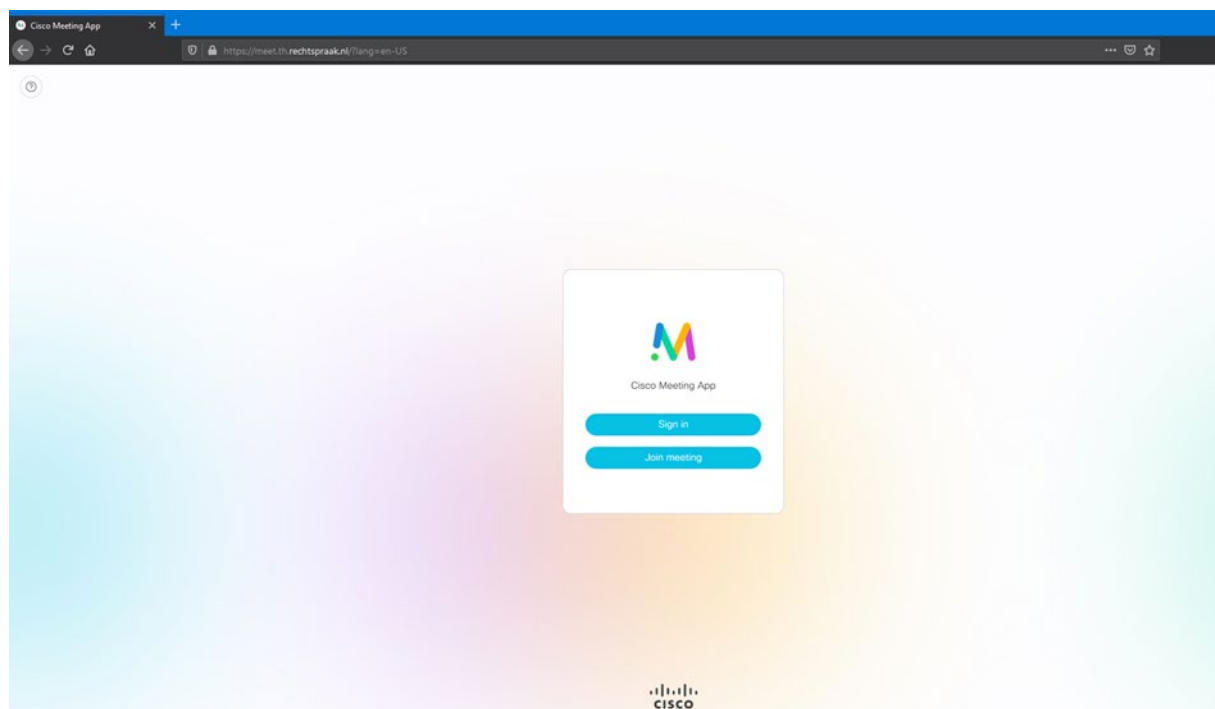 Cisco Meeting App
https://meet.th.rechtspraak.nl/?lang=en-US
Cisco Meeting App
Sign in
Join meeting
CISCO